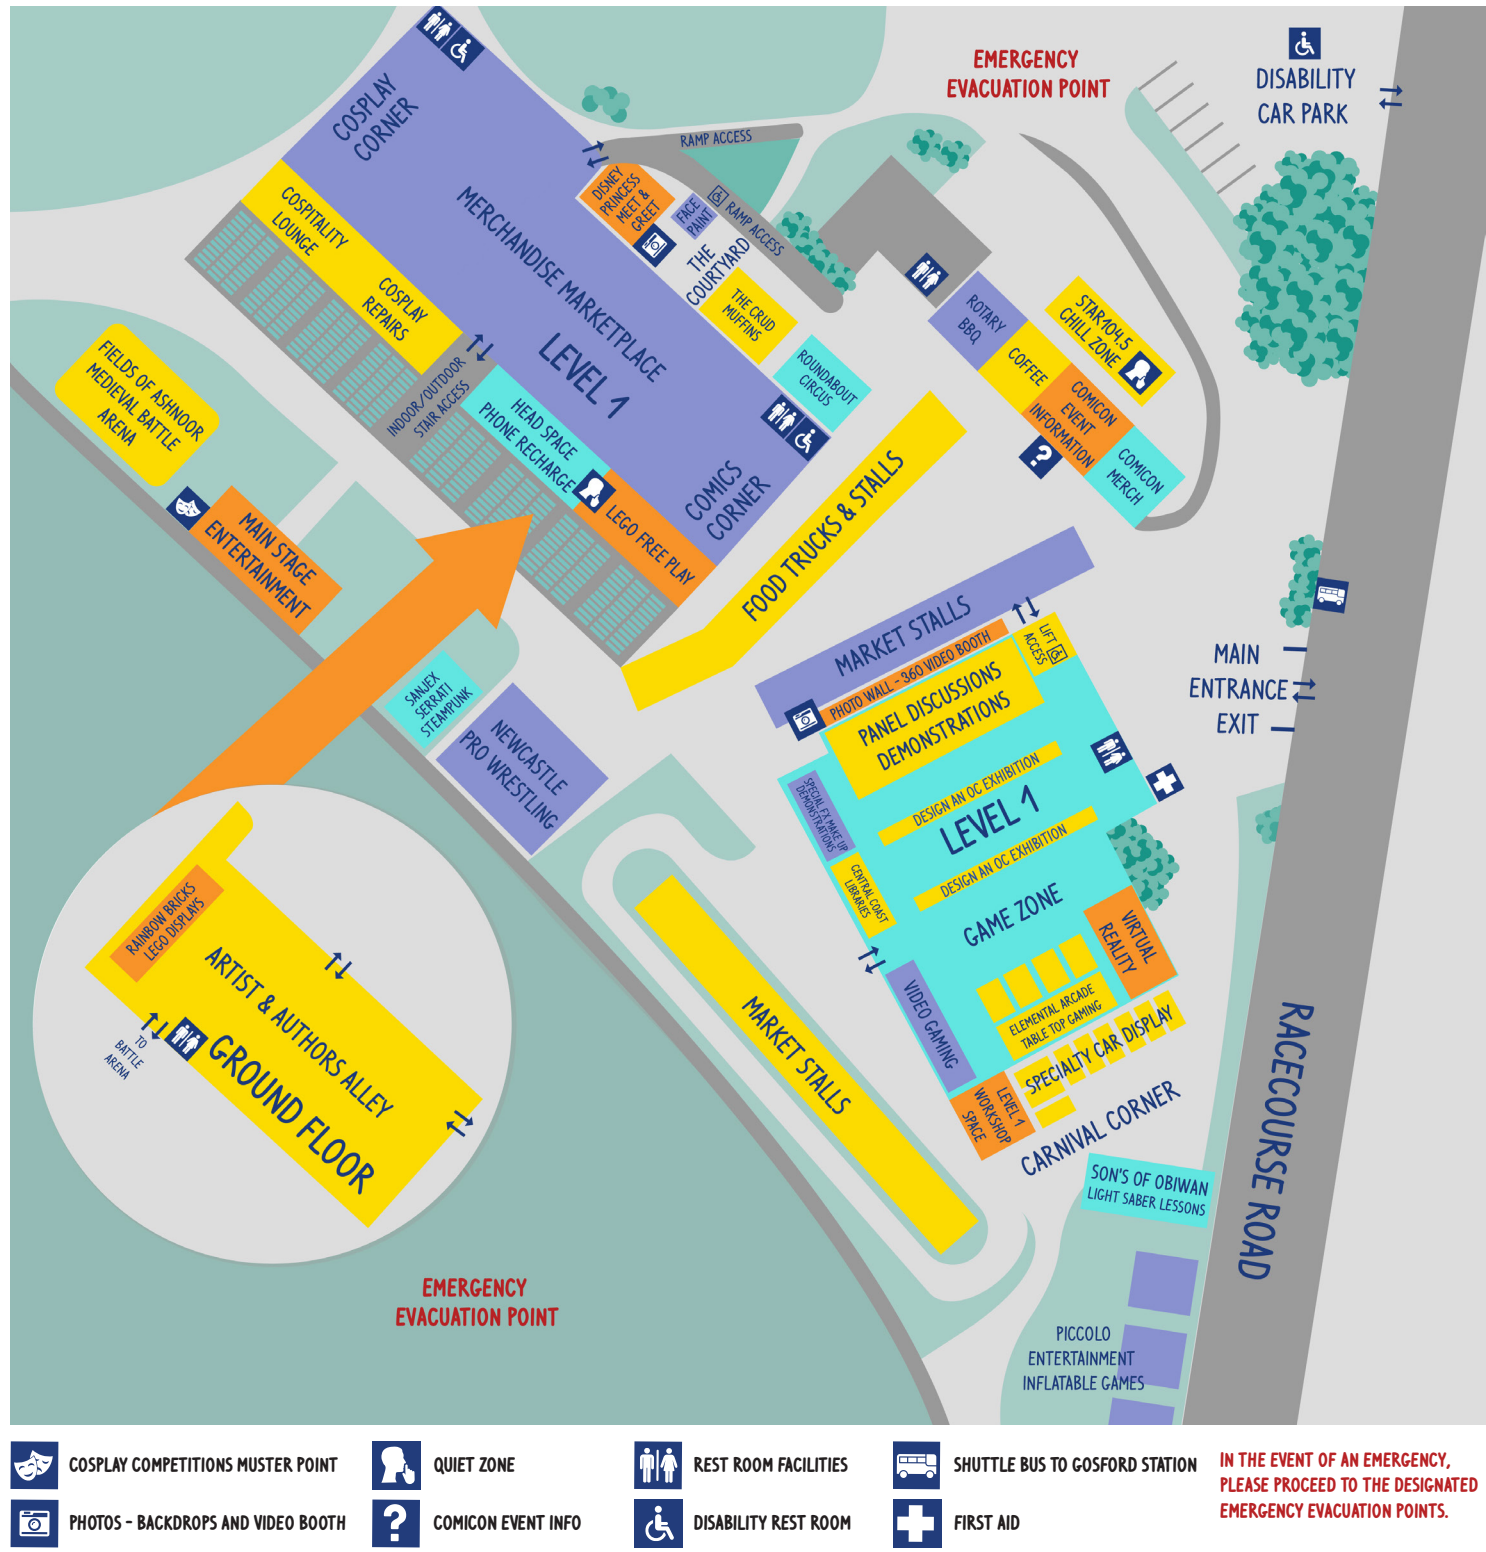 EMERGENCY
EVACUATION POINT
DISABILITY
CAR PARK
COSPLAY
CORNER
RAMP ACCESS
DISNEY
PRINCESS
MEET &
GREET
FACE
PAINT
RAMP ACCESS
THE
COURTYARD
MERCHANDISE MARKETPLACE
LEVEL 1
COSPITALITY
LOUNGE
COSPLAY
REPAIRS
THE CRUD
MUFFINS
ROUNDABOUT
CIRCUS
ROTARY
BBQ
STAR 104.5
CHILL ZONE
COFFEE
COMICON
EVENT
INFORMATION
COMICON
MERCH
INDOOR/OUTDOOR
STAIR ACCESS
HEAD SPACE
PHONE RECHARGE
LEGO FREE PLAY
COMICS
CORNER
FIELDS OF ASHNOOR
MEDIEVAL BATTLE
ARENA
MAIN STAGE
ENTERTAINMENT
FOOD TRUCKS & STALLS
MARKET STALLS
PHOTO WALL - 360 VIDEO BOOTH
LIFT
ACCESS
PANEL DISCUSSIONS
DEMONSTRATIONS
MAIN
ENTRANCE
EXIT
SANJEX
SERRATI
STEAMPUNK
NEWCASTLE
PRO WRESTLING
SPECIAL FX MAKE UP
DEMONSTRATIONS
DESIGN AN OC EXHIBITION
LEVEL 1
DESIGN AN OC EXHIBITION
CENTRAL COAST
LIBRARIES
GAME ZONE
VIRTUAL
REALITY
VIDEO GAMING
ELEMENTAL ARCADE
TABLE TOP GAMING
SPECIALTY CAR DISPLAY
LEVEL 1
WORKSHOP
SPACE
CARNIVAL CORNER
MARKET STALLS
RAINBOW BRICKS
LEGO DISPLAYS
ARTIST & AUTHORS ALLEY
GROUND FLOOR
TO
BATTLE
ARENA
SON'S OF OBIWAN
LIGHT SABER LESSONS
RACECOURSE ROAD
EMERGENCY
EVACUATION POINT
PICCOLO
ENTERTAINMENT
INFLATABLE GAMES
COSPLAY COMPETITIONS MUSTER POINT
QUIET ZONE
REST ROOM FACILITIES
SHUTTLE BUS TO GOSFORD STATION
PHOTOS - BACKDROPS AND VIDEO BOOTH
?
COMICON EVENT INFO
DISABILITY REST ROOM
FIRST AID
IN THE EVENT OF AN EMERGENCY,
PLEASE PROCEED TO THE DESIGNATED
EMERGENCY EVACUATION POINTS.